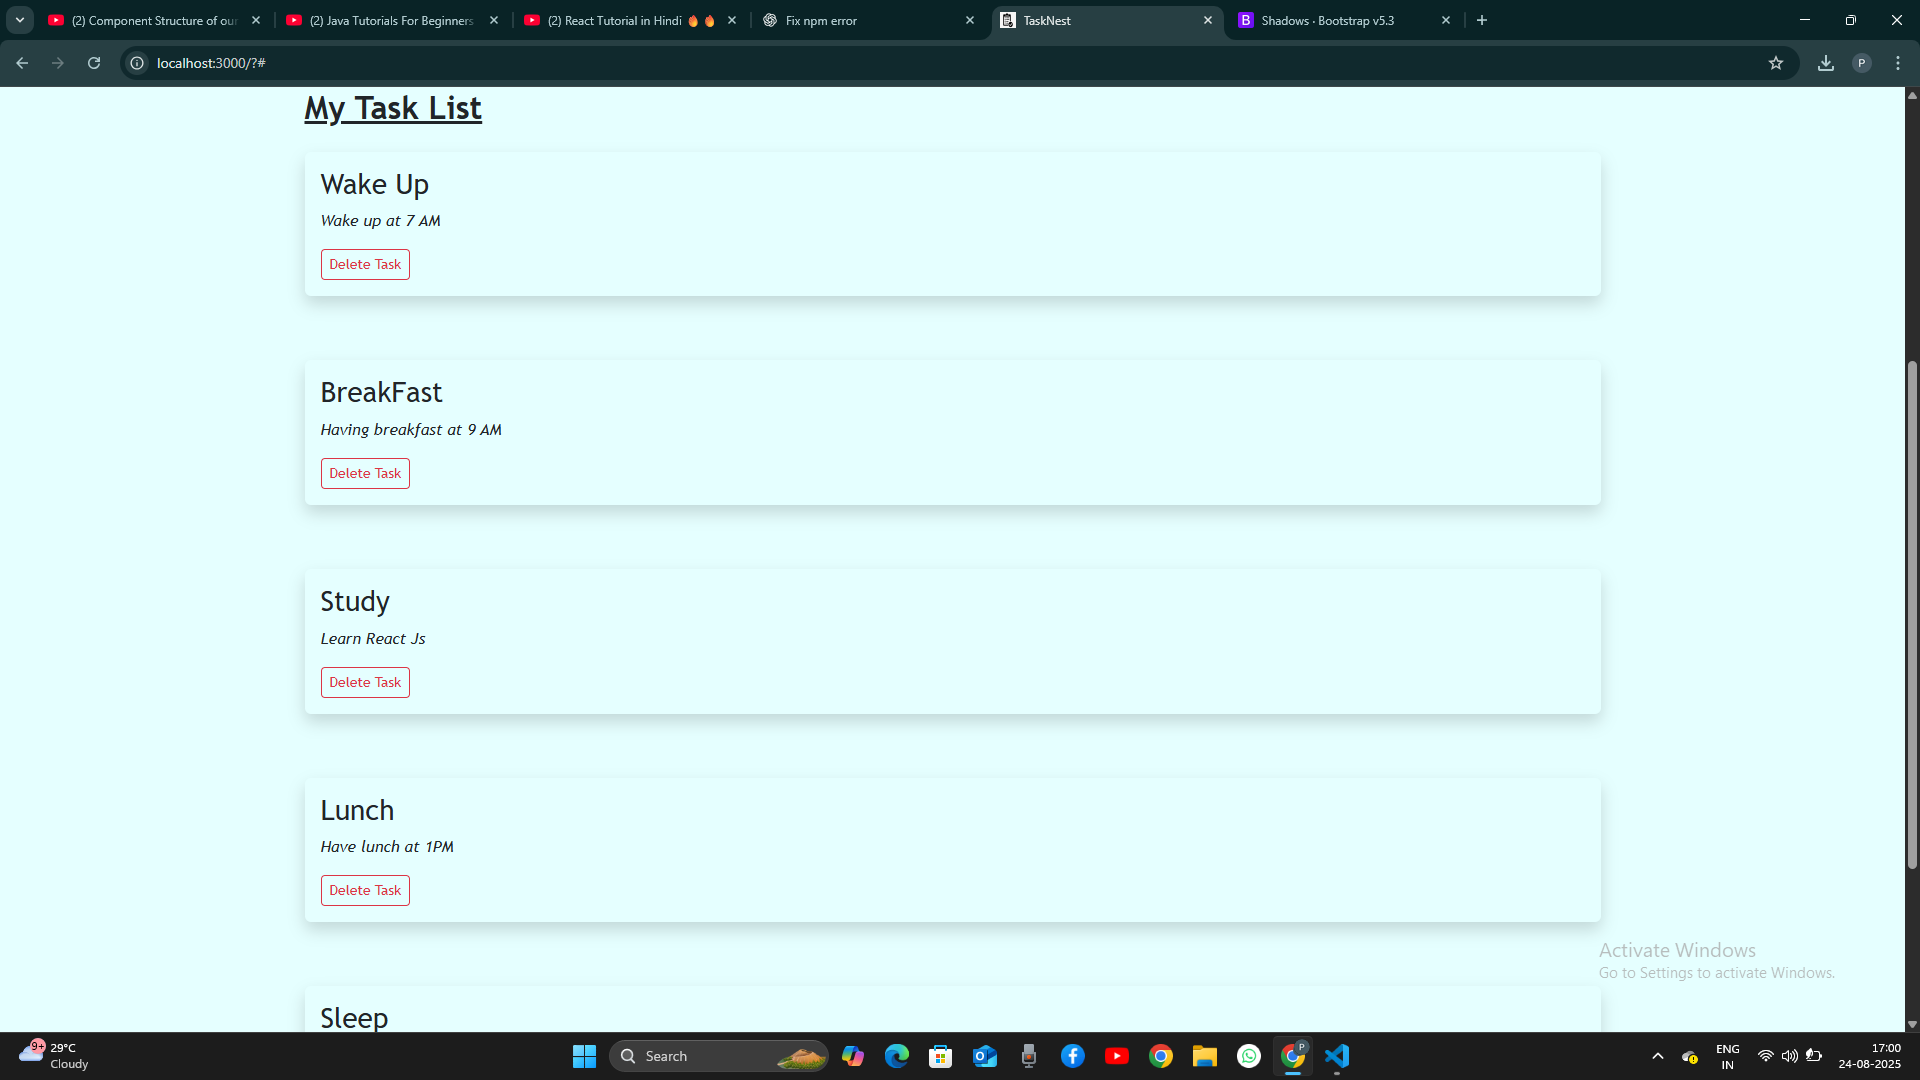 (2) Component Structure of our
(2) Java Tutorials For Beginners
(2) React Tutorial in Hindi 🔥🔥
Fix npm error
TaskNest
B Shadows · Bootstrap v5.3
localhost:3000/?#
P
My Task List
Wake Up
Wake up at 7 AM
Delete Task
BreakFast
Having breakfast at 9 AM
Delete Task
Study
Learn React Js
Delete Task
Lunch
Have lunch at 1PM
Delete Task
Sleep
Activate Windows
Go to Settings to activate Windows.
9+
29°C
Cloudy
Search
P
ENG
IN
17:00
24-08-2025